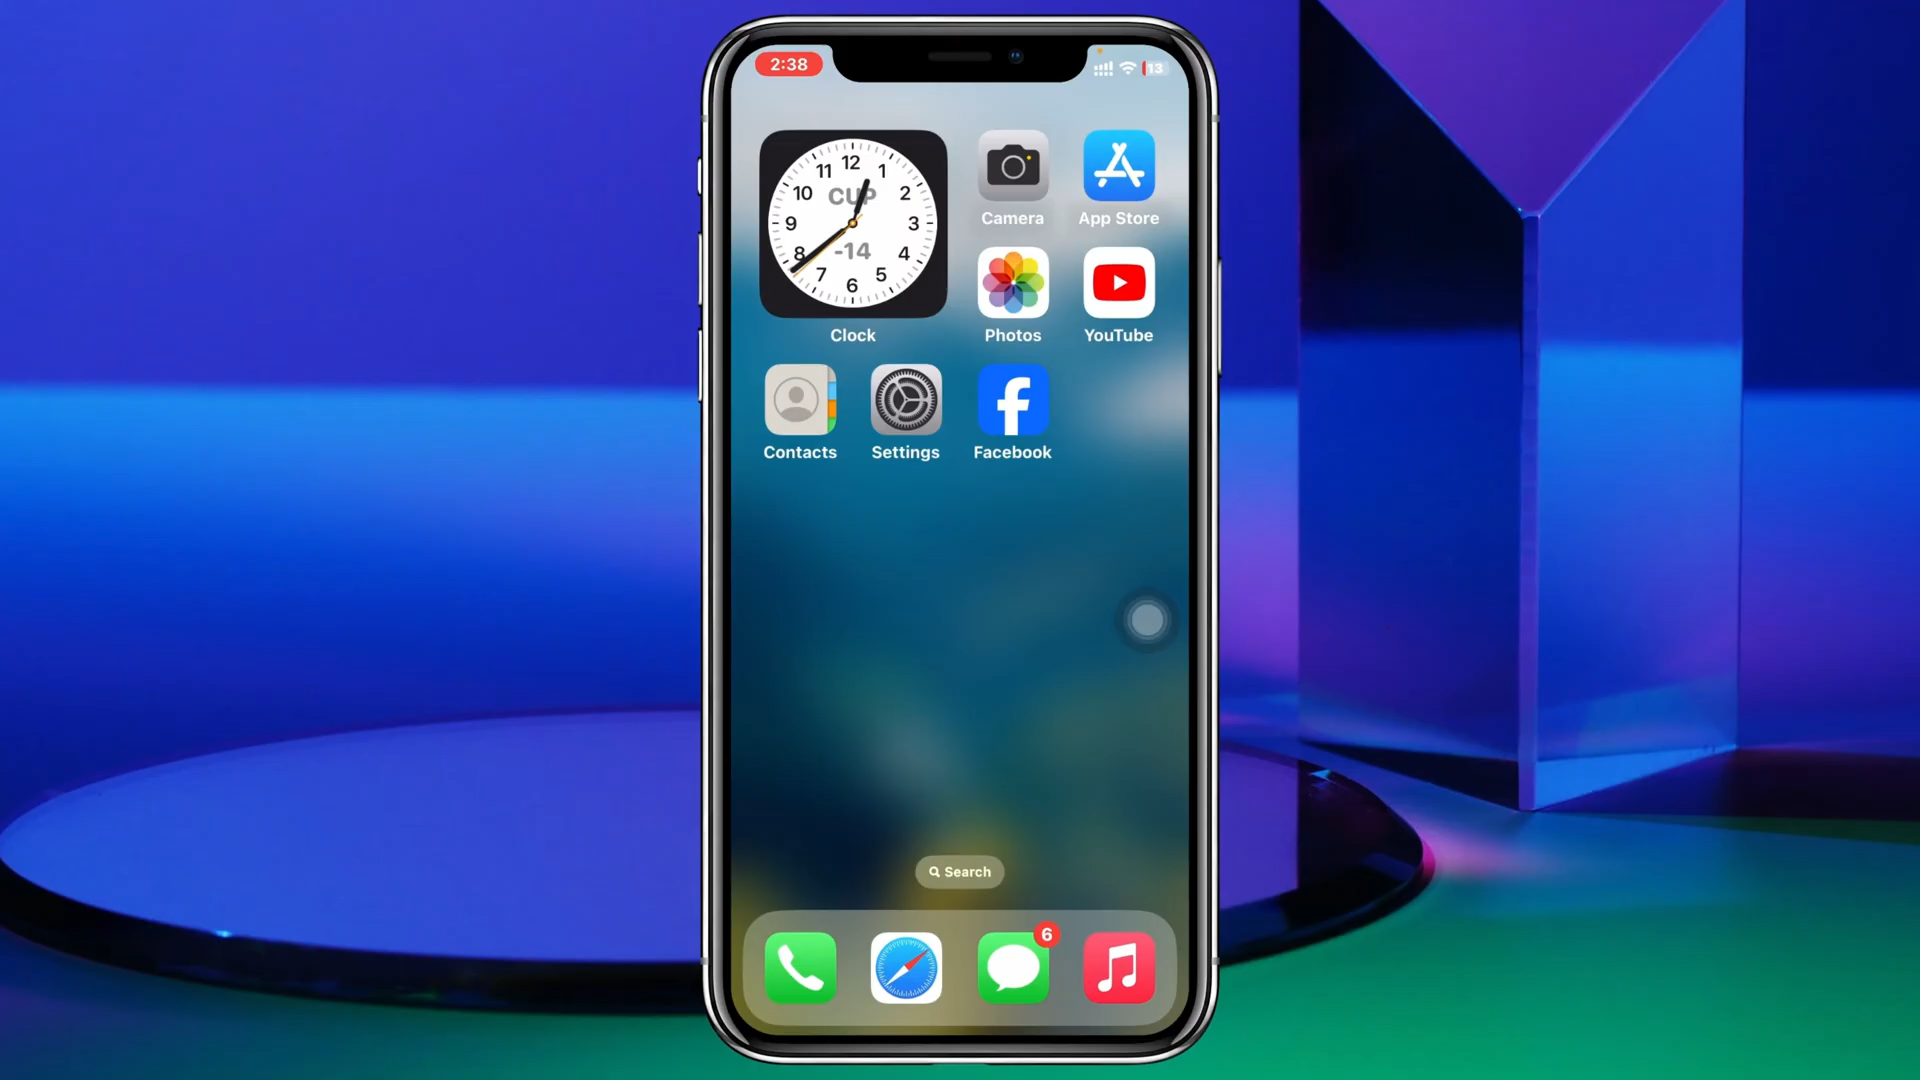 2:38
13
12
11 1
10 CUP 2
9 3
8 -14 4
7 5
6
Clock
Camera App Store
Photos YouTube
Contacts Settings Facebook
Search
6